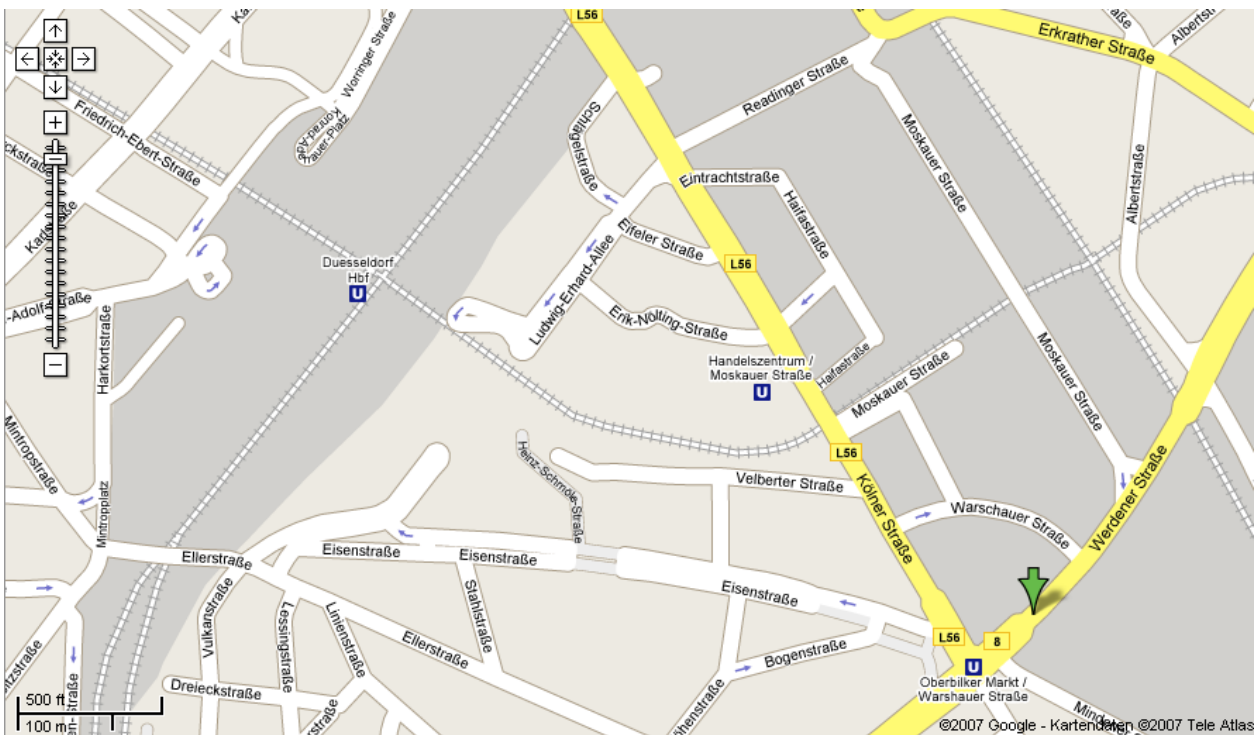 L56
Erkrather Straße
Worringer Straße
Readinger Straße
Friedrich-Ebert-Straße
Konrad-Ade
nauer-Platz
Schlägelstraße
Moskauer Straße
Albertstraße
Eintrachtstraße
Haifastraße
Eifeler Straße
Duesseldorf
Hbf
U
L56
Ludwig-Erhard-Allee
Erik-Nölting-Straße
Harkortstraße
Handelszentrum /
Moskauer Straße
U
Haifastraße
Moskauer Straße
Moskauer Straße
L56
Mintropstraße
Heinz-Schmöle-Straße
Velberter Straße
Kölner Straße
Warschauer Straße
Werdener Straße
Mintropplatz
Ellerstraße
Eisenstraße
Eisenstraße
Eisenstraße
Vulkanstraße
Lessingstraße
Linienstraße
Stahlstraße
Ellerstraße
Bogenstraße
L56
8
U
Oberbilker Markt /
Warshauer Straße
Dreieckstraße
500 ft
100 m
©2007 Google - Kartendaten ©2007 Tele Atlas